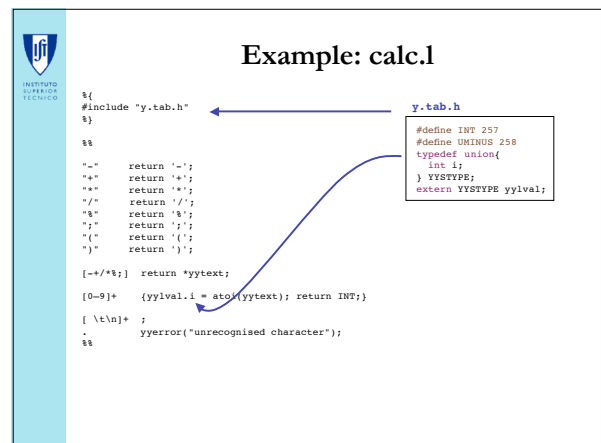 INSTITUTO
SUPERIOR
TÉCNICO
Example: calc.l
%{
#include "y.tab.h"
%}
%%
"-" return '-';
"+" return '+';
"*" return '*';
"/" return '/';
"%" return '%';
";" return ';';
"(" return '(';
")" return ')';
[-+/*%;] return *yytext;
[0–9]+ {yylval.i = atoi(yytext); return INT;}
[ \t\n]+ ;
. yyerror("unrecognised character");
%%
y.tab.h
#define INT 257
#define UMINUS 258
typedef union{
int i;
} YYSTYPE;
extern YYSTYPE yylval;